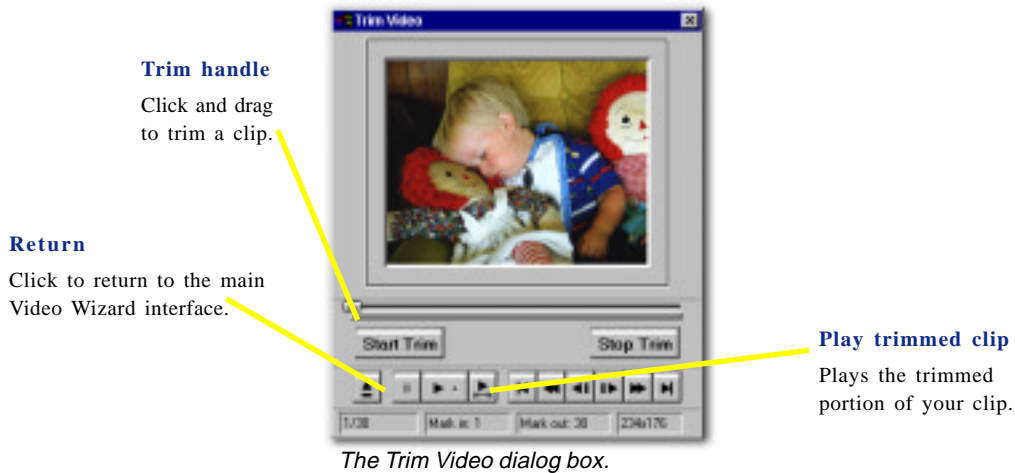 Trim Video
Trim handle
Click and drag
to trim a clip.
Return
Click to return to the main
Video Wizard interface.
Start Trim
Stop Trim
Play trimmed clip
Plays the trimmed
portion of your clip.
1/30
Mark in: 1
Mark out: 30
234x176
The Trim Video dialog box.